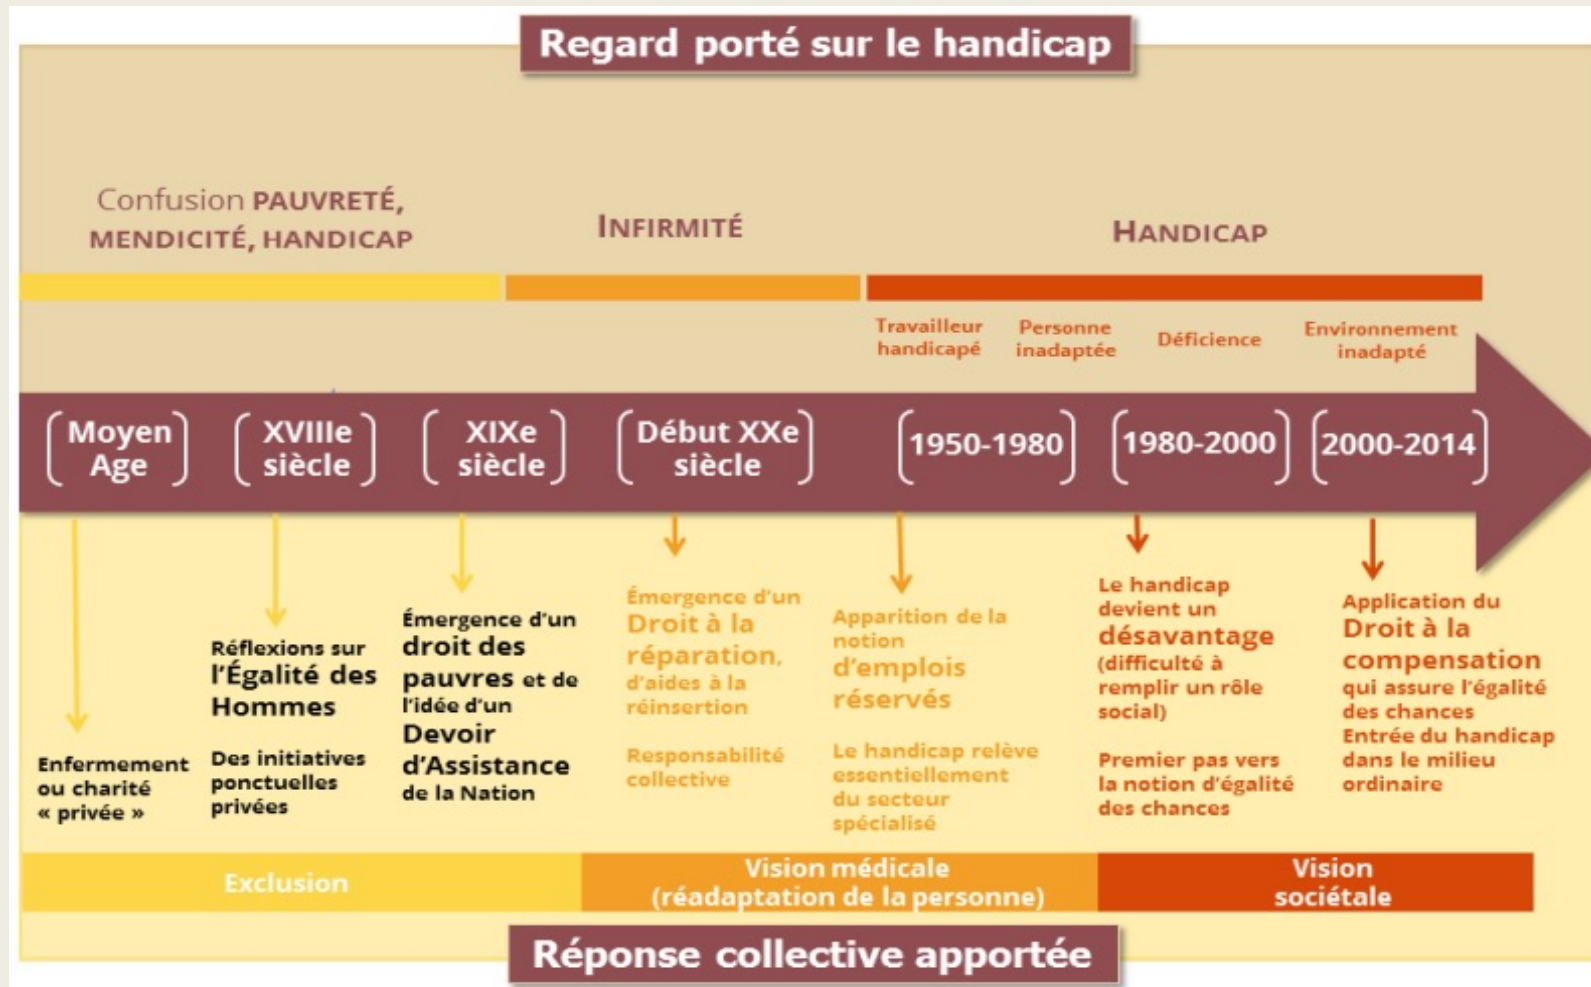 Regard porté sur le handicap
Confusion PAUVRETÉ,
MENDICITÉ, HANDICAP
INFIRMITÉ
HANDICAP
Travailleur
handicapé
Personne
inadaptée
Déficience
Environnement
inadapté
Moyen
Age
XVIIIe
siècle
XIXe
siècle
Début XXe
siècle
1950-1980
1980-2000
2000-2014
Enfermement
ou charité
« privée »
Réflexions sur
l'Égalité des
Hommes
Des initiatives
ponctuelles
privées
Émergence d'un
droit des
pauvres et de
l'idée d'un
Devoir
d'Assistance
de la Nation
Émergence d'un
Droit à la
réparation,
d'aides à la
réinsertion
Responsabilité
collective
Apparition de la
notion
d'emplois
réservés
Le handicap relève
essentiellement
du secteur
spécialisé
Le handicap
devient un
désavantage
(difficulté à
remplir un rôle
social)
Premier pas vers
la notion d'égalité
des chances
Application du
Droit à la
compensation
qui assure l'égalité
des chances
Entrée du handicap
dans le milieu
ordinaire
Exclusion
Vision médicale
(réadaptation de la personne)
Vision
sociétale
Réponse collective apportée